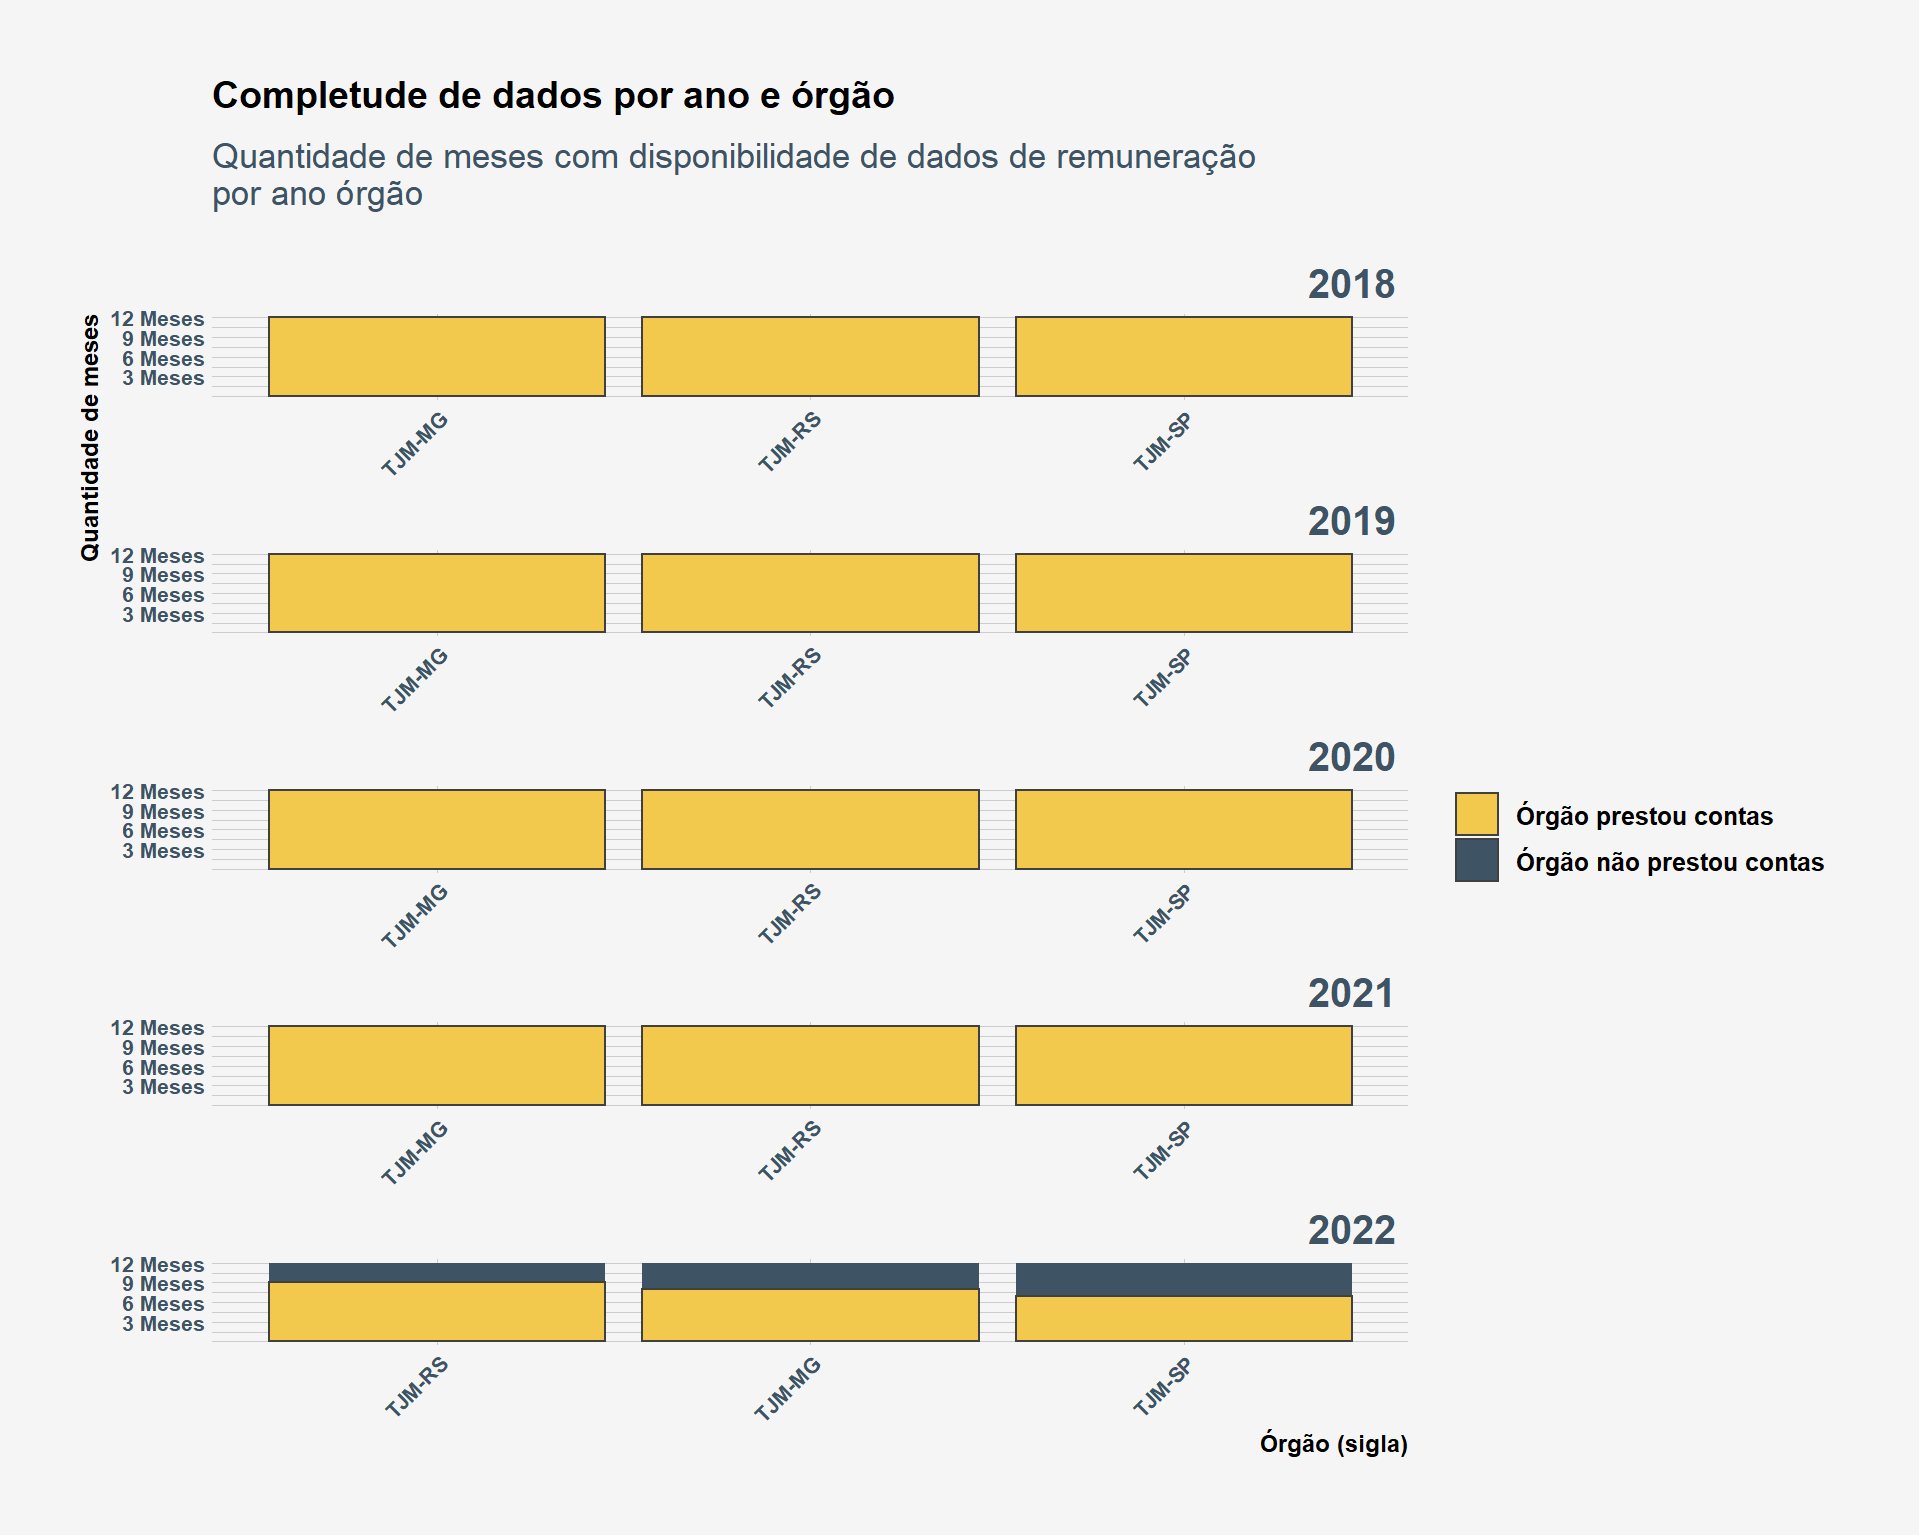 Completude de dados por ano e órgão
Quantidade de meses com disponibilidade de dados de remuneração
por ano órgão
Quantidade de meses
2018
12 Meses
9 Meses
6 Meses
3 Meses
TJM-MG
TJM-RS
TJM-SP
2019
12 Meses
9 Meses
6 Meses
3 Meses
TJM-MG
TJM-RS
TJM-SP
2020
12 Meses
9 Meses
6 Meses
3 Meses
TJM-MG
TJM-RS
TJM-SP
Órgão prestou contas
Órgão não prestou contas
2021
12 Meses
9 Meses
6 Meses
3 Meses
TJM-MG
TJM-RS
TJM-SP
2022
12 Meses
9 Meses
6 Meses
3 Meses
TJM-RS
TJM-MG
TJM-SP
Órgão (sigla)